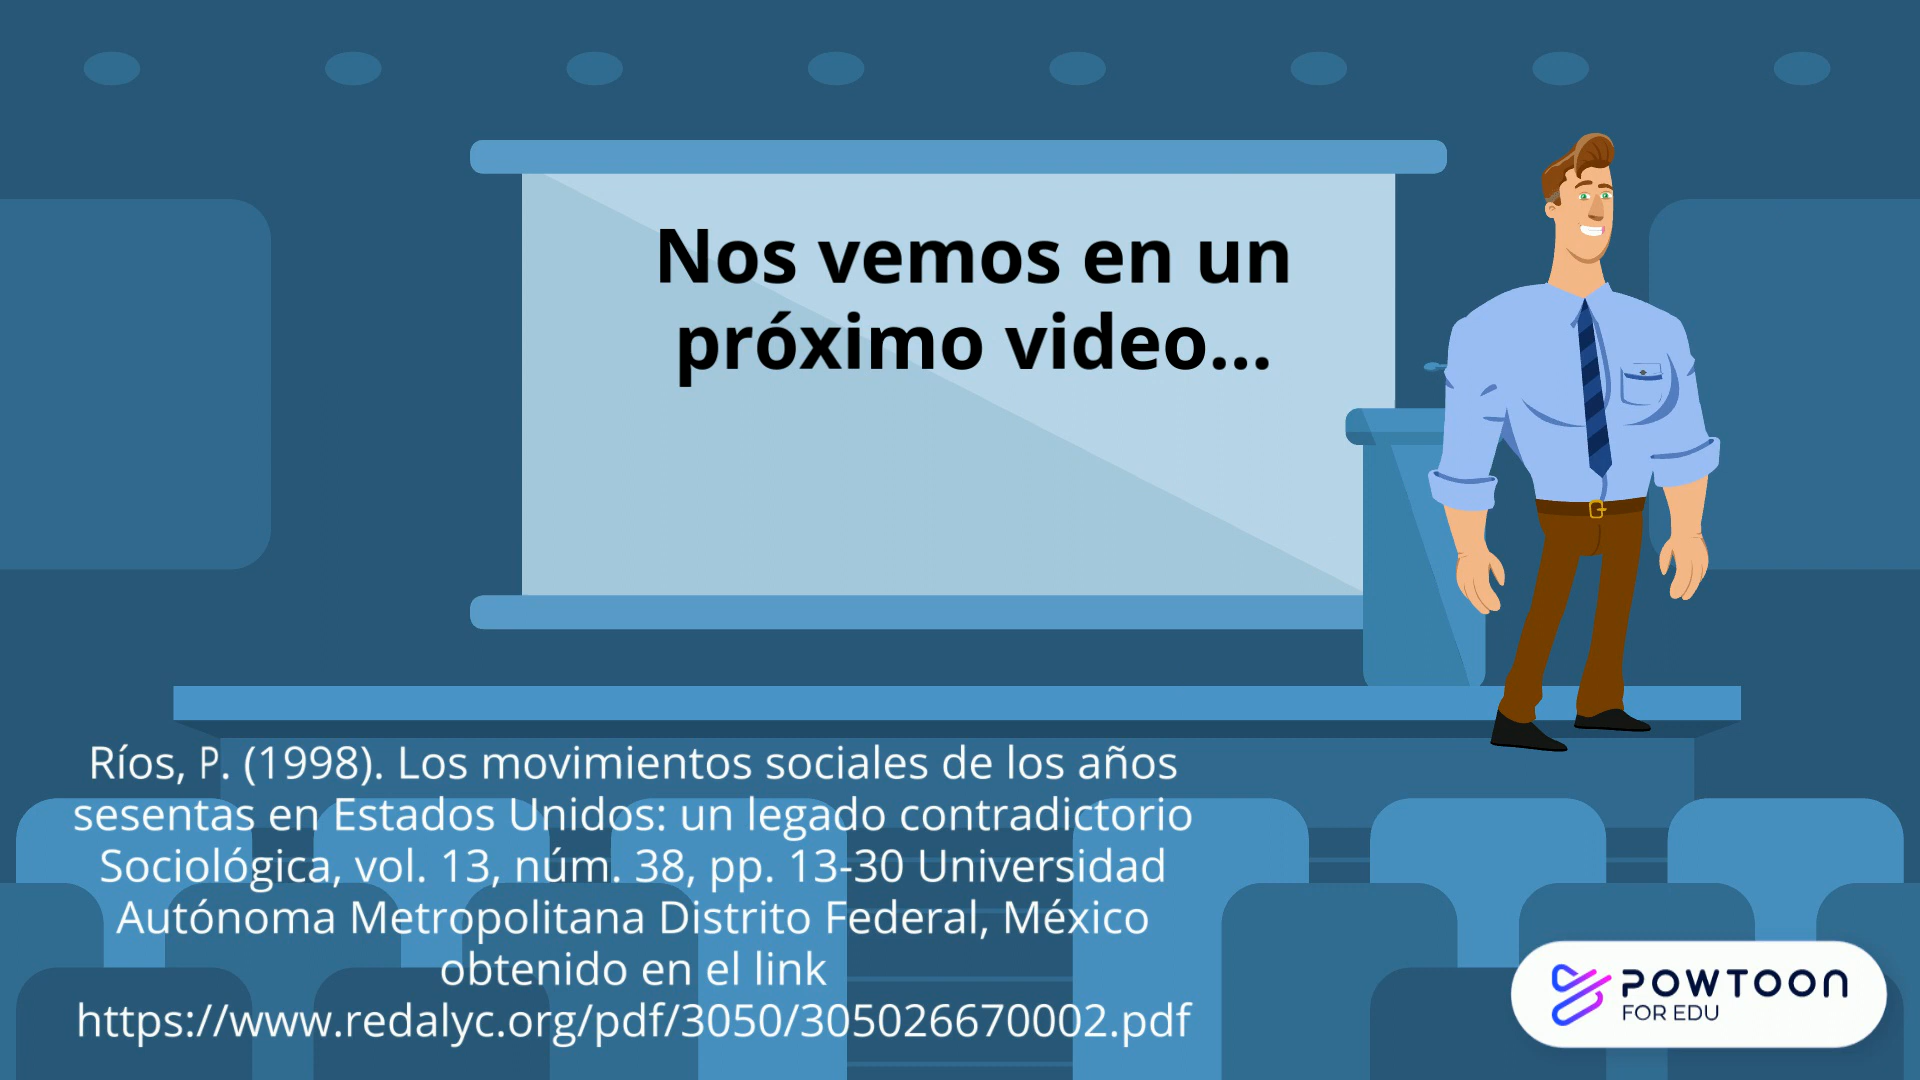 Nos vemos en un
próximo video...
Ríos, P. (1998). Los movimientos sociales de los años
sesentas en Estados Unidos: un legado contradictorio
Sociológica, vol. 13, núm. 38, pp. 13-30 Universidad
Autónoma Metropolitana Distrito Federal, México
obtenido en el link
https://www.redalyc.org/pdf/3050/305026670002.pdf
POWTOON
FOR EDU